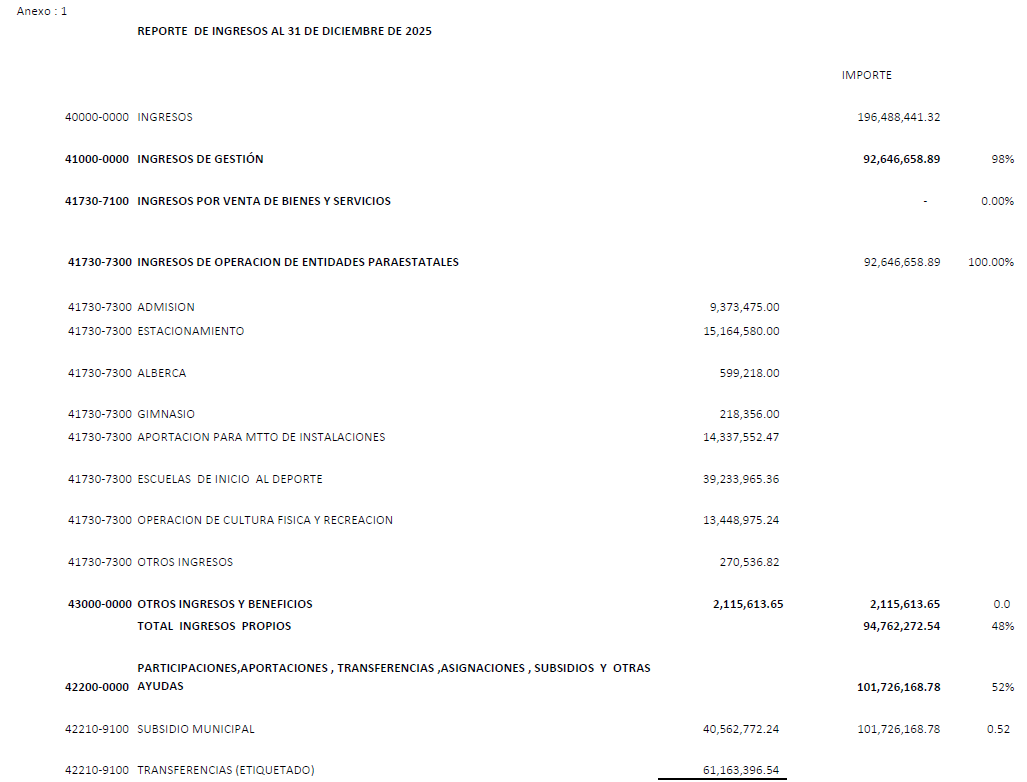 Anexo : 1
REPORTE DE INGRESOS AL 31 DE DICIEMBRE DE 2025
IMPORTE
40000-0000 INGRESOS 196,488,441.32
41000-0000 INGRESOS DE GESTIÓN 92,646,658.89 98%
41730-7100 INGRESOS POR VENTA DE BIENES Y SERVICIOS - 0.00%
41730-7300 INGRESOS DE OPERACION DE ENTIDADES PARAESTATALES 92,646,658.89 100.00%
41730-7300 ADMISION 9,373,475.00
41730-7300 ESTACIONAMIENTO 15,164,580.00
41730-7300 ALBERCA 599,218.00
41730-7300 GIMNASIO 218,356.00
41730-7300 APORTACION PARA MTTO DE INSTALACIONES 14,337,552.47
41730-7300 ESCUELAS DE INICIO AL DEPORTE 39,233,965.36
41730-7300 OPERACION DE CULTURA FISICA Y RECREACION 13,448,975.24
41730-7300 OTROS INGRESOS 270,536.82
43000-0000 OTROS INGRESOS Y BENEFICIOS 2,115,613.65 2,115,613.65 0.0
TOTAL INGRESOS PROPIOS 94,762,272.54 48%
PARTICIPACIONES,APORTACIONES , TRANSFERENCIAS ,ASIGNACIONES , SUBSIDIOS Y OTRAS
42200-0000 AYUDAS 101,726,168.78 52%
42210-9100 SUBSIDIO MUNICIPAL 40,562,772.24 101,726,168.78 0.52
42210-9100 TRANSFERENCIAS (ETIQUETADO) 61,163,396.54